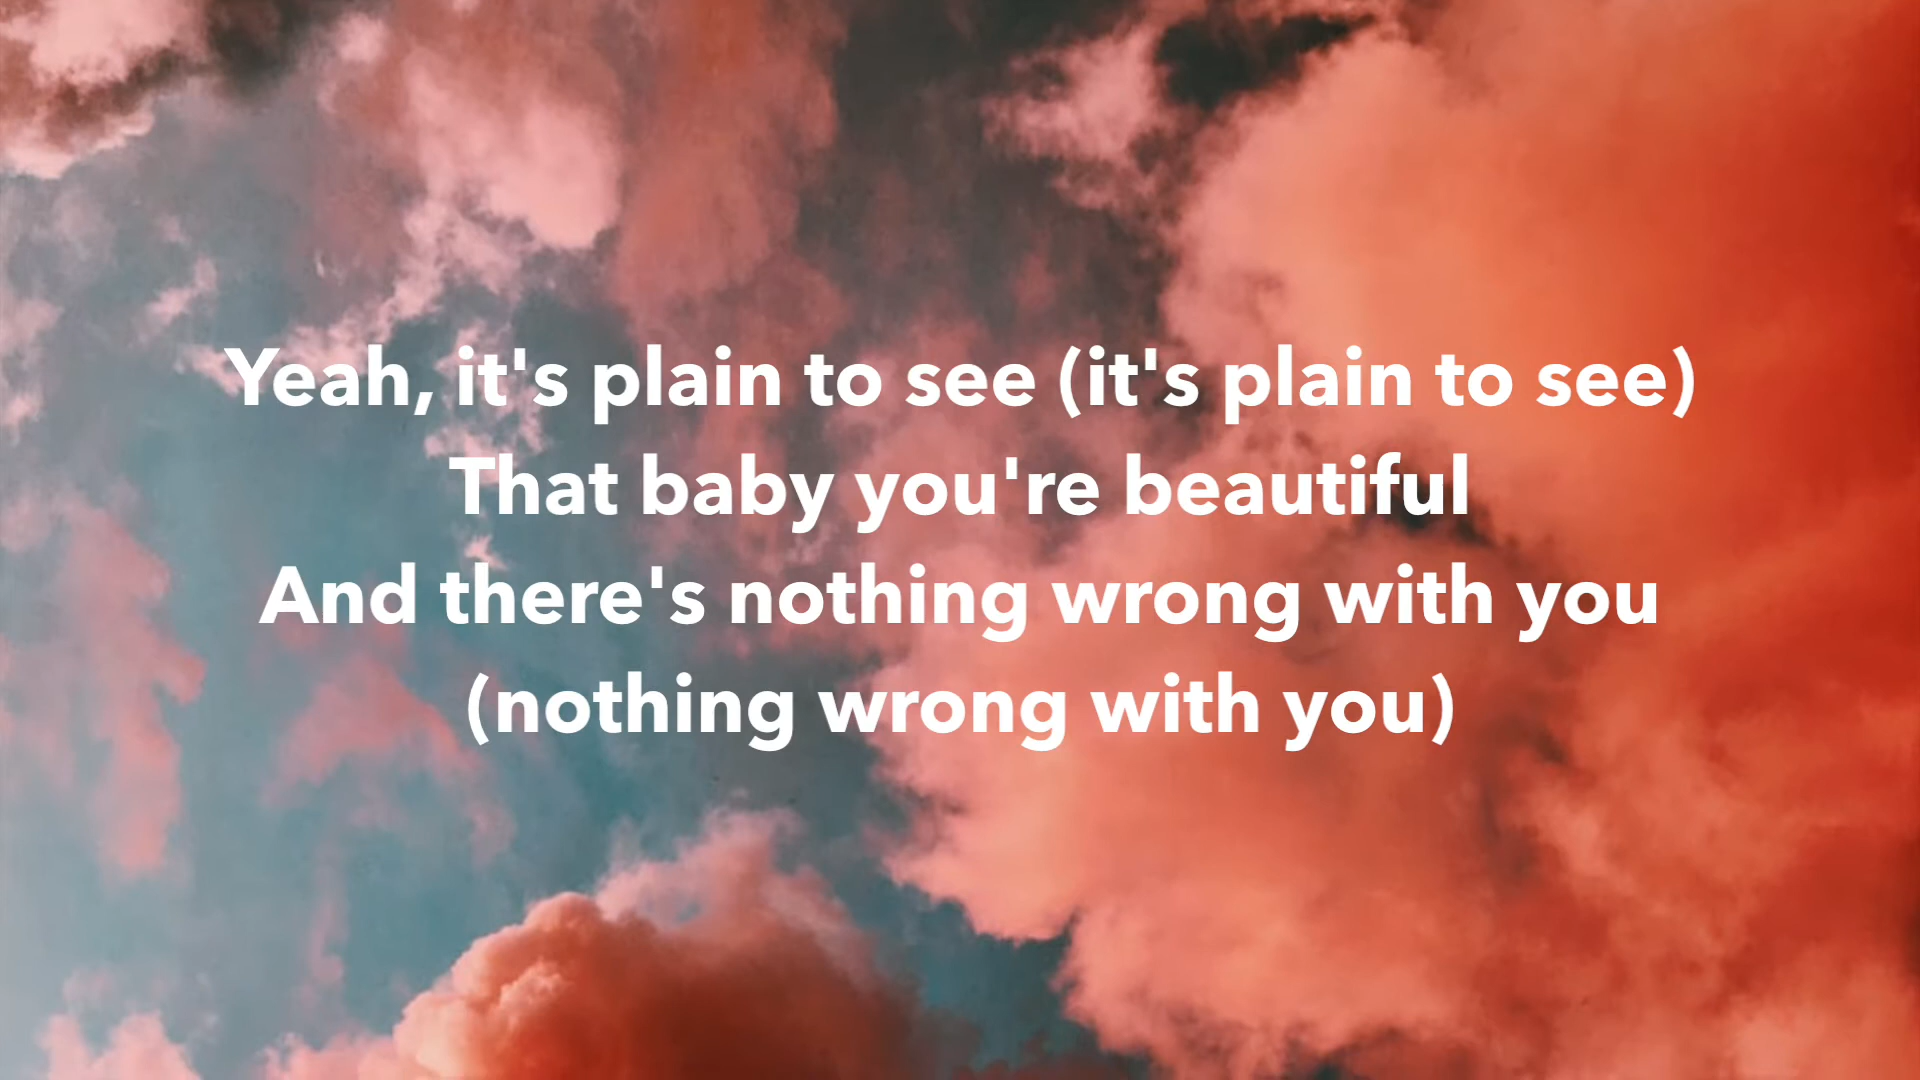 Yeah, it's plain to see (it's plain to see)
That baby you're beautiful
And there's nothing wrong with you
(nothing wrong with you)